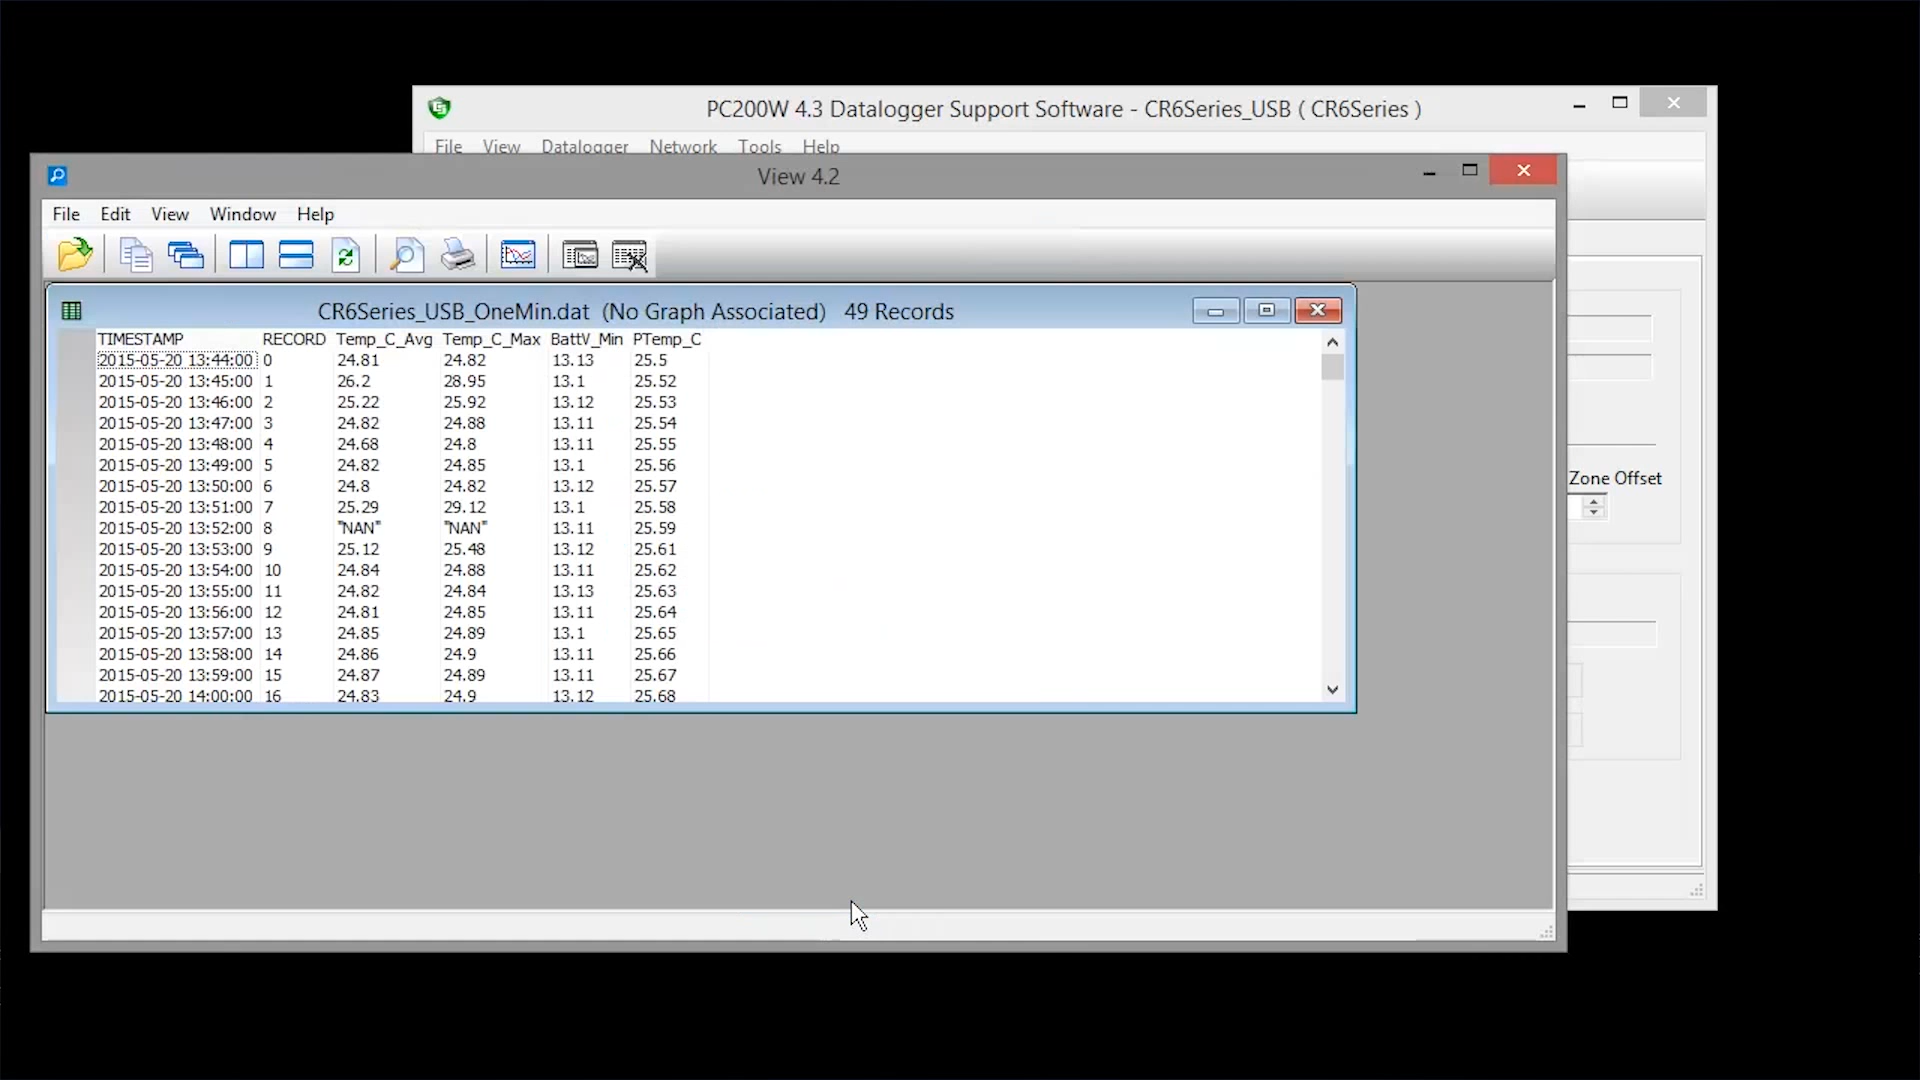 PC200W 4.3 Datalogger Support Software - CR6Series_USB ( CR6Series )
File View Datalogger Network Tools Help
View 4.2
File Edit View Window Help
CR6Series_USB_OneMin.dat (No Graph Associated) 49 Records
TIMESTAMP RECORD Temp_C_Avg Temp_C_Max BattV_Min PTemp_C
2015-05-20 13:44:00 0 24.81 24.82 13.13 25.5
2015-05-20 13:45:00 1 26.2 28.95 13.1 25.52
2015-05-20 13:46:00 2 25.22 25.92 13.12 25.53
2015-05-20 13:47:00 3 24.82 24.88 13.11 25.54
2015-05-20 13:48:00 4 24.68 24.8 13.11 25.55
2015-05-20 13:49:00 5 24.82 24.85 13.1 25.56
2015-05-20 13:50:00 6 24.8 24.82 13.12 25.57
2015-05-20 13:51:00 7 25.29 29.12 13.1 25.58
2015-05-20 13:52:00 8 "NAN" "NAN" 13.11 25.59
2015-05-20 13:53:00 9 25.12 25.48 13.12 25.61
2015-05-20 13:54:00 10 24.84 24.88 13.11 25.62
2015-05-20 13:55:00 11 24.82 24.84 13.13 25.63
2015-05-20 13:56:00 12 24.81 24.85 13.11 25.64
2015-05-20 13:57:00 13 24.85 24.89 13.1 25.65
2015-05-20 13:58:00 14 24.86 24.9 13.11 25.66
2015-05-20 13:59:00 15 24.87 24.89 13.11 25.67
2015-05-20 14:00:00 16 24.83 24.9 13.12 25.68
Zone Offset